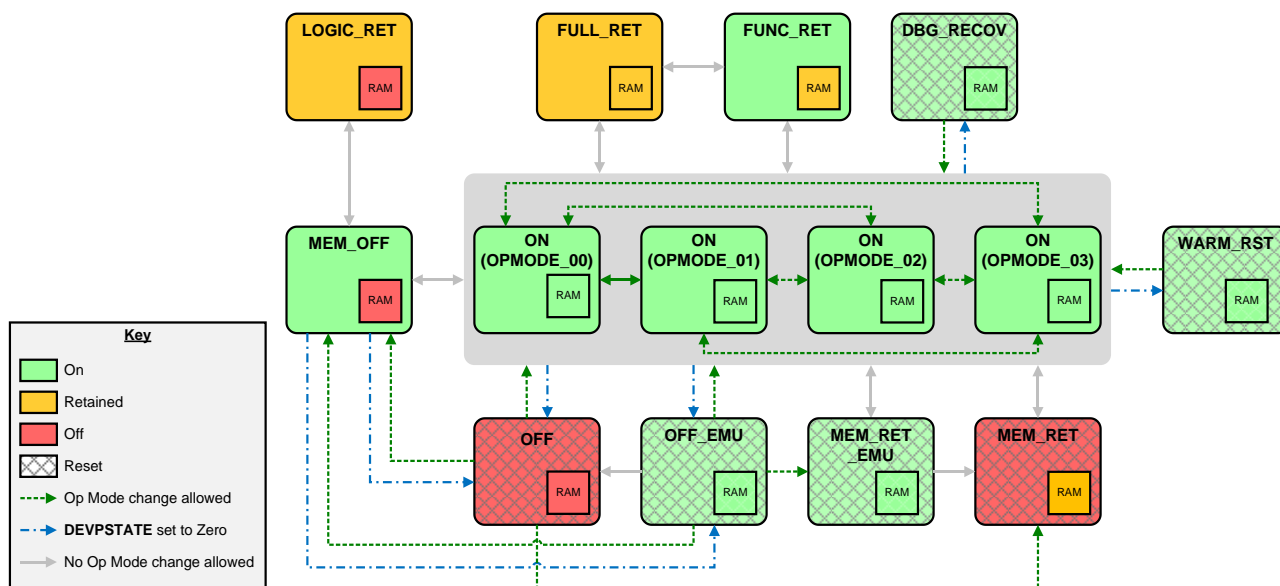 LOGIC_RET
RAM
FULL_RET
RAM
FUNC_RET
RAM
DBG_RECOV
RAM
MEM_OFF
RAM
ON
(OPMODE_00)
RAM
ON
(OPMODE_01)
RAM
ON
(OPMODE_02)
RAM
ON
(OPMODE_03)
RAM
WARM_RST
RAM
OFF
RAM
OFF_EMU
RAM
MEM_RET
_EMU
RAM
MEM_RET
RAM
Key
On
Retained
Off
Reset
Op Mode change allowed
DEVPSTATE set to Zero
No Op Mode change allowed